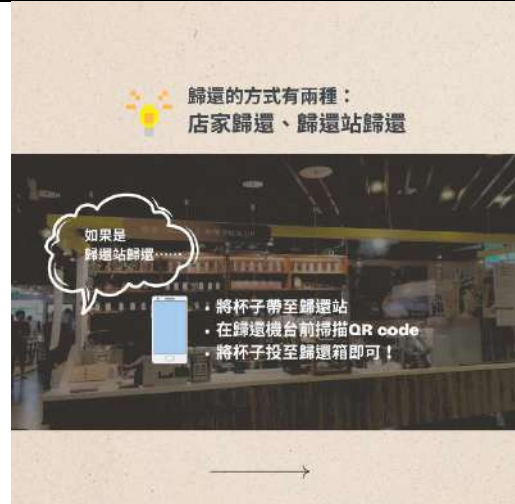 歸還的方式有兩種：
店家歸還、歸還站歸還
如果是
歸還站歸還⋯⋯
· 將杯子帶至歸還站
· 在歸還機台前掃描QR code
· 將杯子投至歸還箱即可！